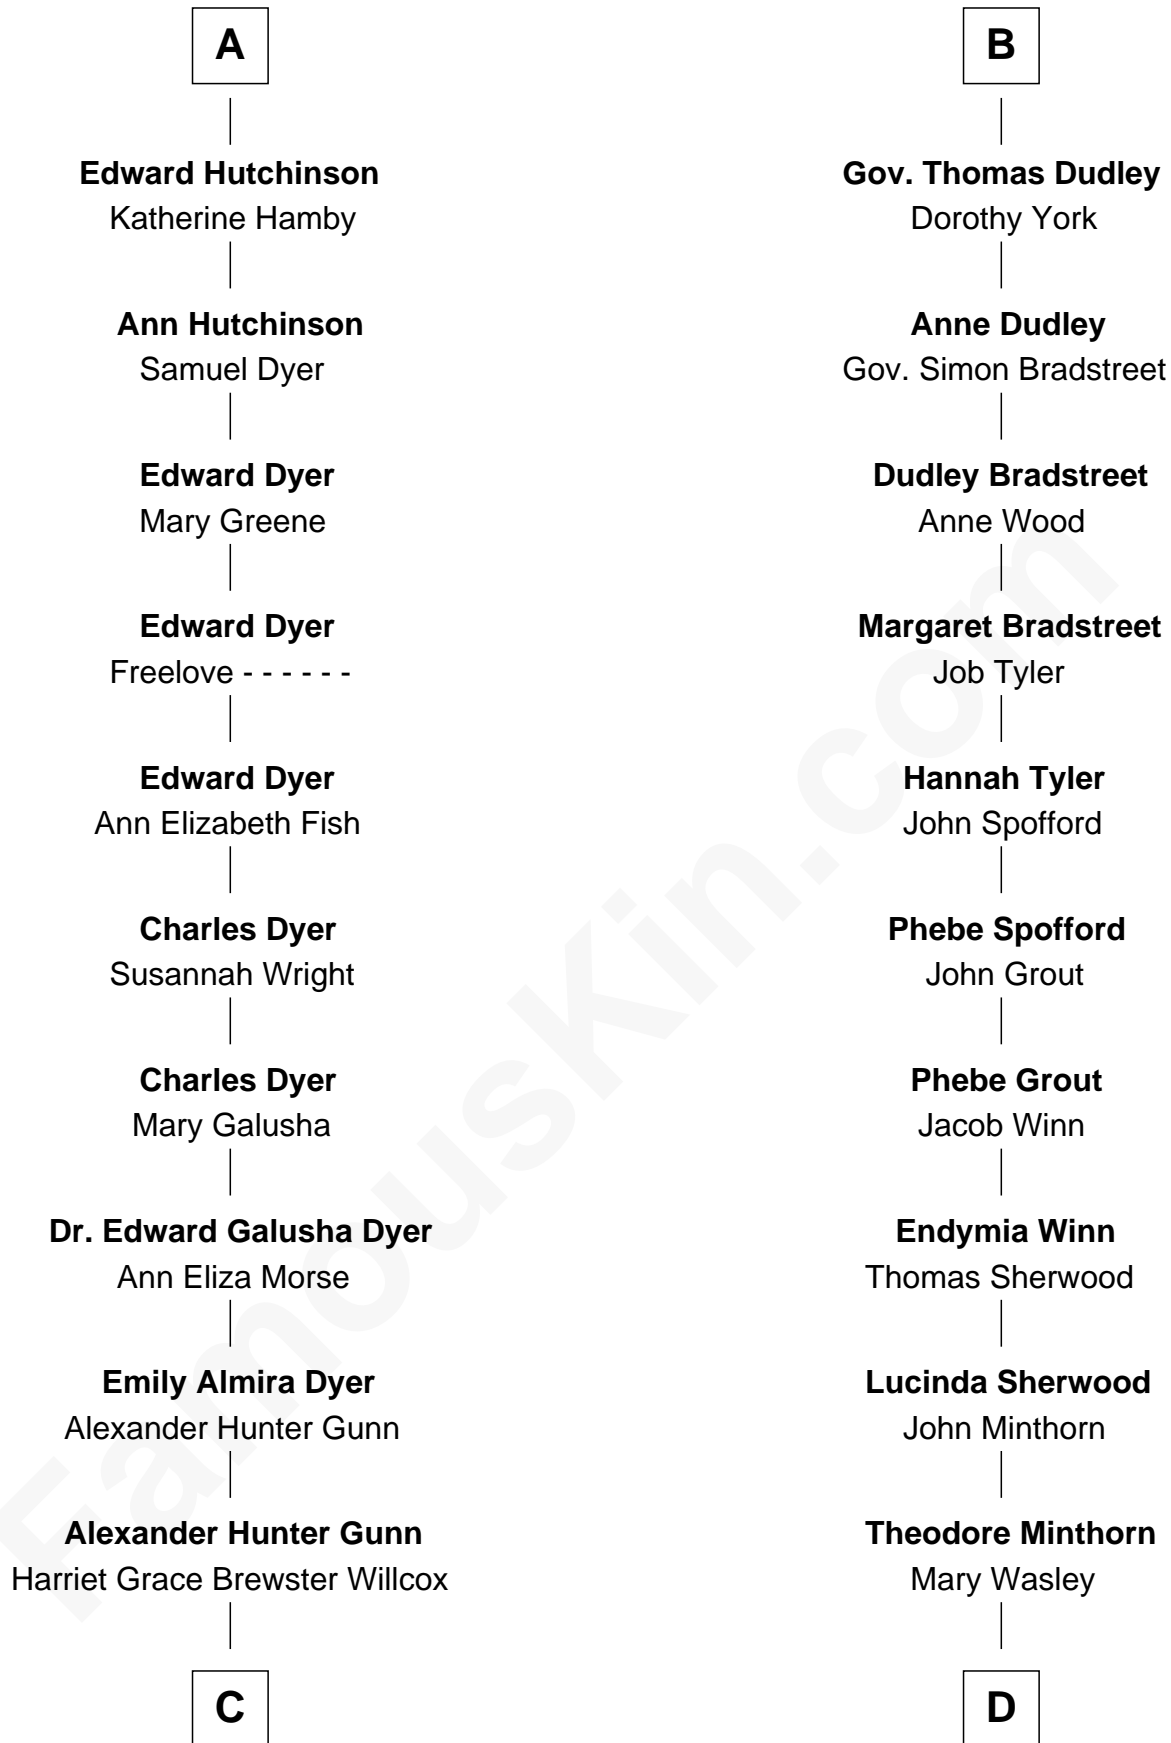 A
Edward Hutchinson
Katherine Hamby
Ann Hutchinson
Samuel Dyer
Edward Dyer
Mary Greene
Edward Dyer
Freelove - - - - - -
Edward Dyer
Ann Elizabeth Fish
Charles Dyer
Susannah Wright
Charles Dyer
Mary Galusha
Dr. Edward Galusha Dyer
Ann Eliza Morse
Emily Almira Dyer
Alexander Hunter Gunn
Alexander Hunter Gunn
Harriet Grace Brewster Willcox
C
B
Gov. Thomas Dudley
Dorothy York
Anne Dudley
Gov. Simon Bradstreet
Dudley Bradstreet
Anne Wood
Margaret Bradstreet
Job Tyler
Hannah Tyler
John Spofford
Phebe Spofford
John Grout
Phebe Grout
Jacob Winn
Endymia Winn
Thomas Sherwood
Lucinda Sherwood
John Minthorn
Theodore Minthorn
Mary Wasley
D
FamousKin.com